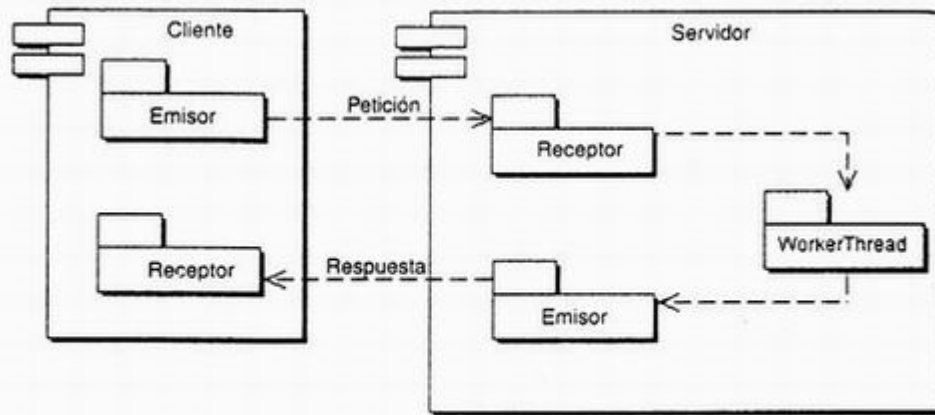 Cliente
Servidor
Emisor
Petición
Receptor
WorkerThread
Receptor
Respuesta
Emisor